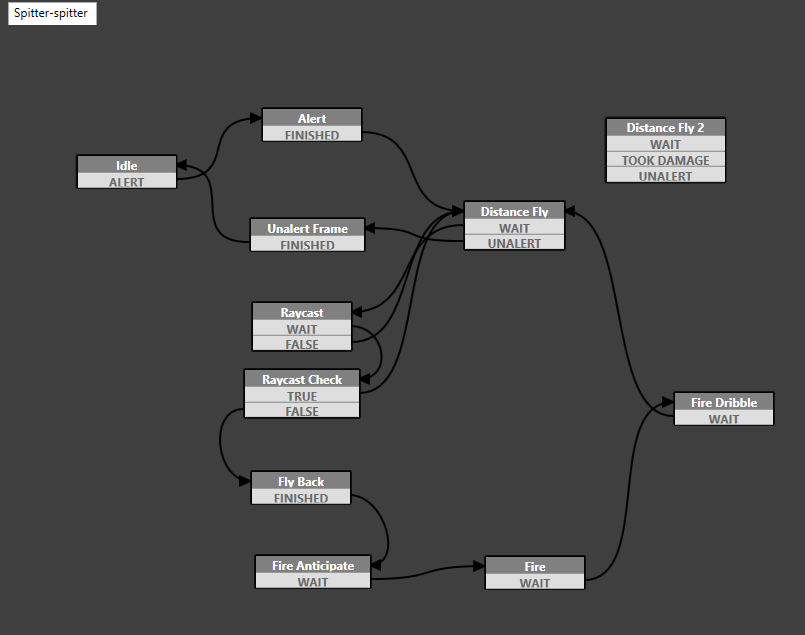 Spitter-spitter
Alert
FINISHED
Distance Fly 2
WAIT
TOOK DAMAGE
UNALERT
Idle
ALERT
Distance Fly
WAIT
UNALERT
Unalert Frame
FINISHED
Raycast
WAIT
FALSE
Raycast Check
TRUE
FALSE
Fire Dribble
WAIT
Fly Back
FINISHED
Fire Anticipate
WAIT
Fire
WAIT